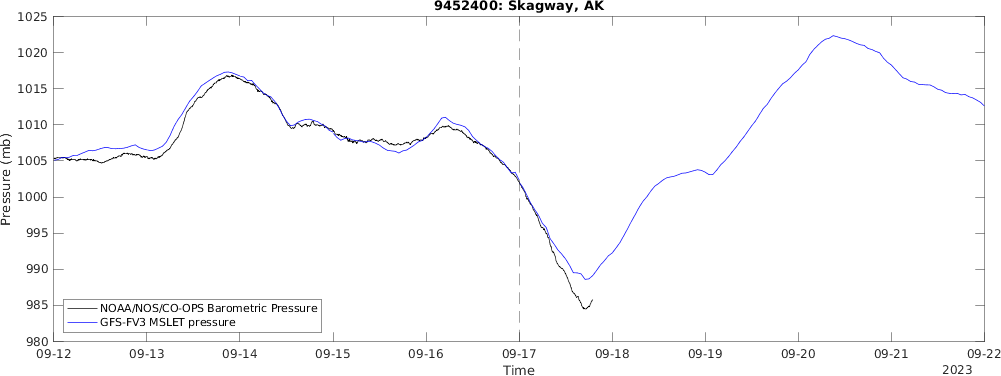 9452400: Skagway, AK
Pressure (mb)
1025
1020
1015
1010
1005
1000
995
990
985
980
NOAA/NOS/CO-OPS Barometric Pressure
GFS-FV3 MSLET pressure
09-12 09-13 09-14 09-15 09-16 09-17 09-18 09-19 09-20 09-21 09-22
Time
2023